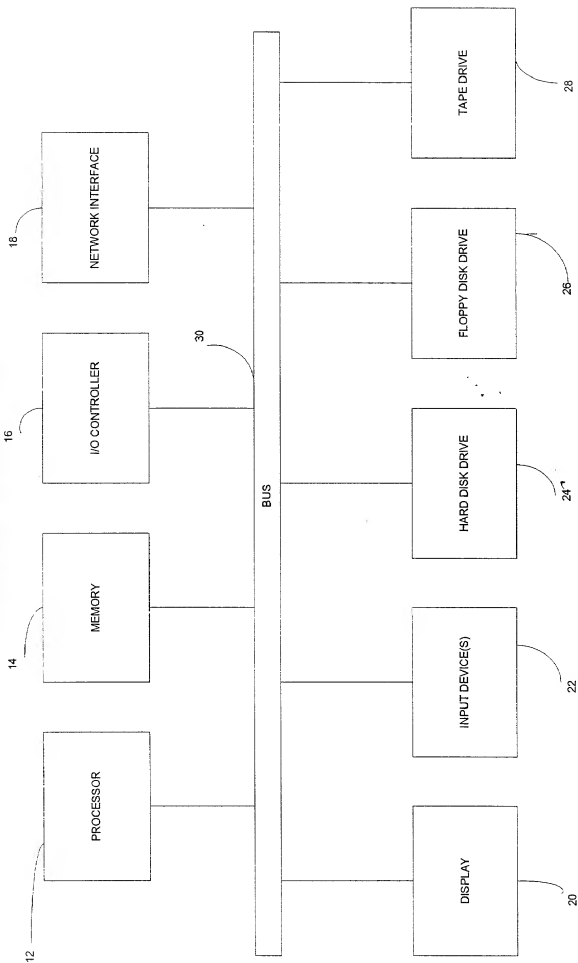 12
PROCESSOR
14
MEMORY
16
I/O CONTROLLER
18
NETWORK INTERFACE
30
BUS
DISPLAY
20
INPUT DEVICE(S)
22
HARD DISK DRIVE
24
FLOPPY DISK DRIVE
26
TAPE DRIVE
28